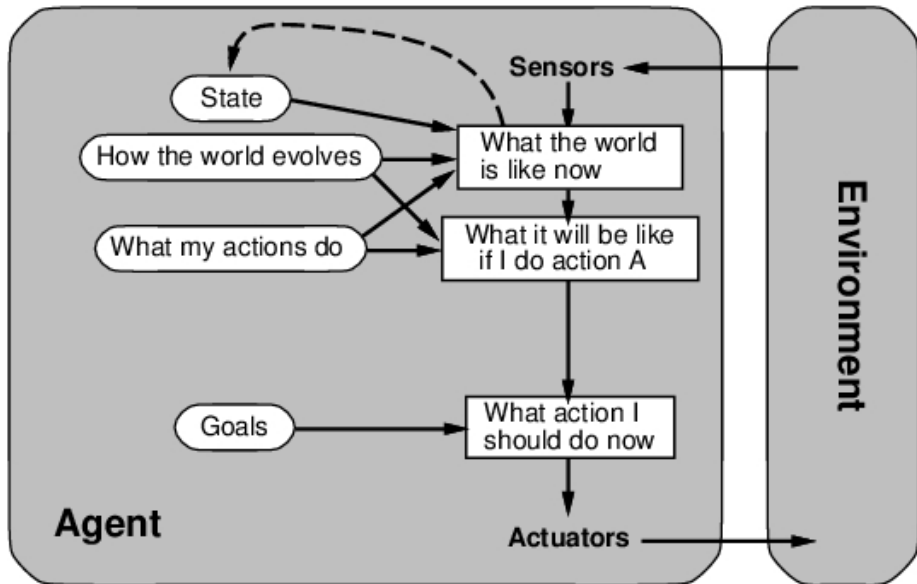 Sensors
State
What the world
is like now
How the world evolves
What my actions do
What it will be like
if I do action A
Goals
What action I
should do now
Agent
Actuators
Environment